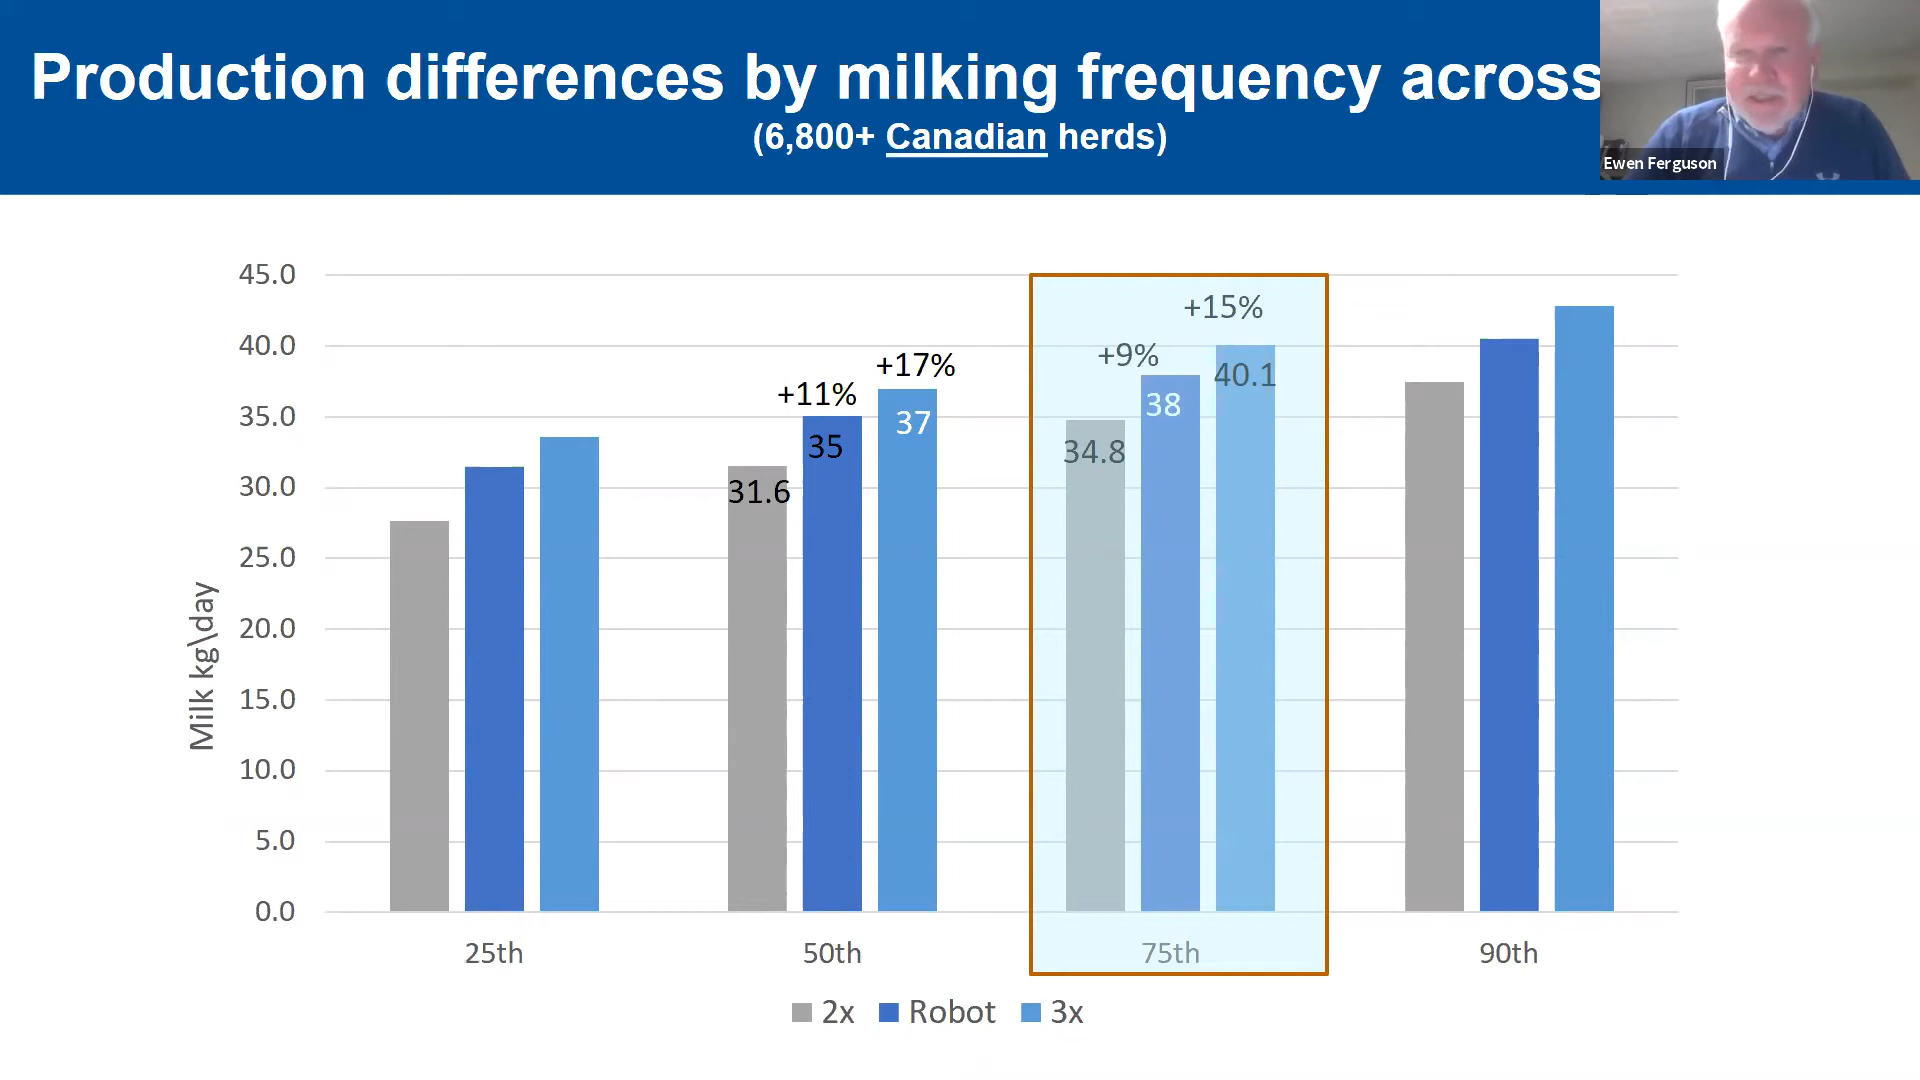 Production differences by milking frequency across
(6,800+ Canadian herds)
Ewen Ferguson
45.0
40.0
35.0
30.0
25.0
20.0
15.0
10.0
5.0
0.0
Milk kg\day
31.6
+11%
35
+17%
37
34.8
+9%
38
+15%
40.1
25th
50th
75th
90th
2x Robot 3x